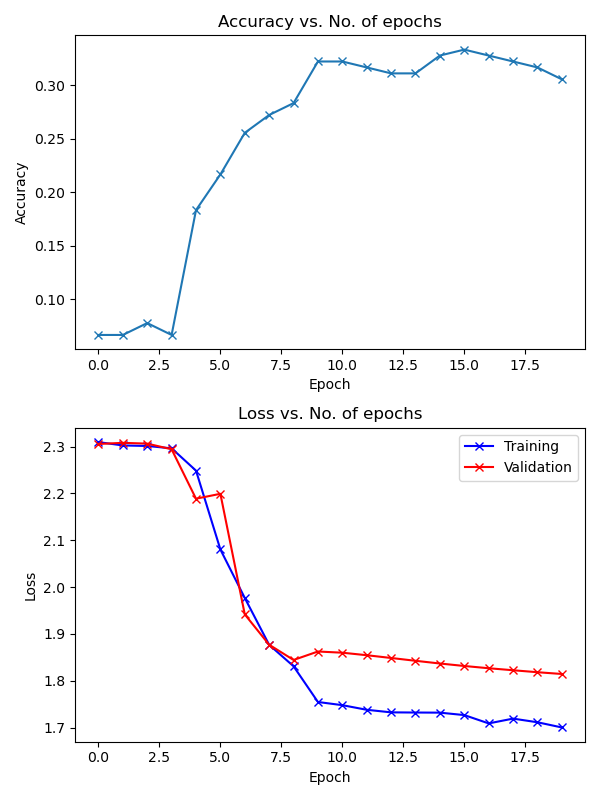 Accuracy vs. No. of epochs
0.30
0.25
0.20
0.15
0.10
Accuracy
0.0 2.5 5.0 7.5 10.0 12.5 15.0 17.5
Epoch
Loss vs. No. of epochs
Training
Validation
2.3
2.2
2.1
2.0
1.9
1.8
1.7
Loss
0.0 2.5 5.0 7.5 10.0 12.5 15.0 17.5
Epoch